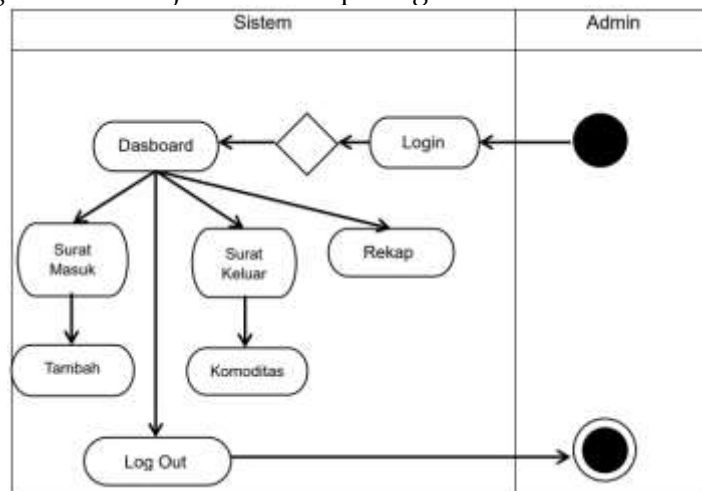 Sistem
Admin
Dasboard
Login
Surat
Masuk
Surat
Keluar
Rekap
Tambah
Komoditas
Log Out